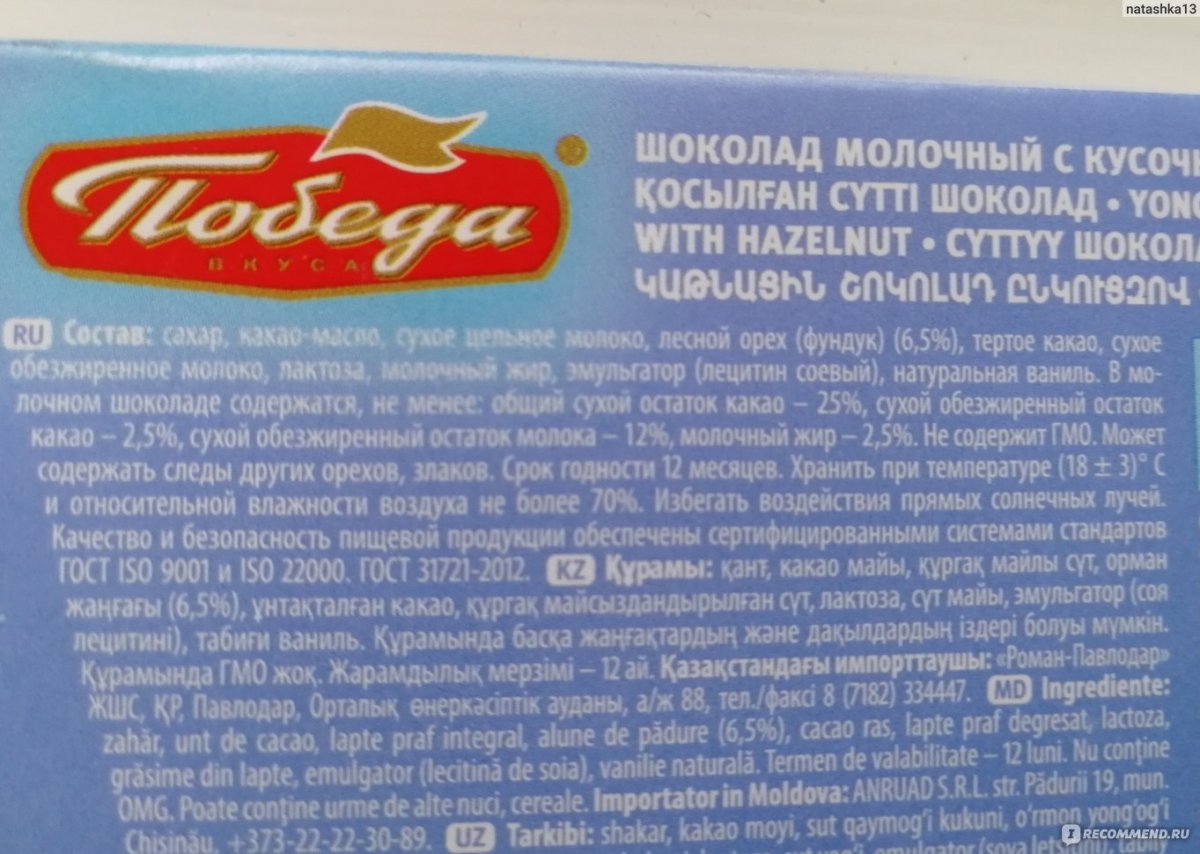 natashka13
Победа
ВКУСА
ШОКОЛАД МОЛОЧНЫЙ С
ҚОСЫЛҒАН СҮТТІ ШОКОЛАД •
WITH HAZELNUT • СҮТТҮҮ
ԿԱԹՆԱՅԻՆ ՇՈԿՈԼԱԴ ԸՆԿՈՒՅԶՈՎ
RU Состав: сахар, какао-масло, сухое цельное молоко, лесной орех (фундук) (6,5%), тертое какао, сухое
обезжиренное молоко, лактоза, молочный жир, эмульгатор (лецитин соевый), натуральная ваниль. В мо-
лочном шоколаде содержатся, не менее: общий сухой остаток какао – 25%, сухой обезжиренный остаток
какао – 2,5%, сухой обезжиренный остаток молока – 12%, молочный жир – 2,5%. Не содержит ГМО. Может
содержать следы других орехов, злаков. Срок годности 12 месяцев. Хранить при температуре (18 ± 3)° С
и относительной влажности воздуха не более 70%. Избегать воздействия прямых солнечных лучей.
Качество и безопасность пищевой продукции обеспечены сертифицированными системами стандартов
ГОСТ ISO 9001 и ISO 22000. ГОСТ 31721-2012. KZ Құрамы: қант, какао майы, құрғақ майлы сүт, орман
жаңғағы (6,5%), ұнтақталған какао, құрғақ майсыздандырылған сүт, лактоза, сүт майы, эмульгатор (соя
лецитині), табиғи ваниль. Құрамында басқа жаңғақтардың және дақылдардың іздері болуы мүмкін.
Құрамында ГМО жоқ. Жарамдылық мерзімі – 12 ай. Қазақстандағы импорттаушы: «Роман-Павлодар»
ЖШС, ҚР, Павлодар, Орталық өнеркәсіптік ауданы, а/ж 88, тел./факсі 8 (7182) 334447. MD Ingrediente:
zahăr, unt de cacao, lapte praf integral, alune de pădure (6,5%), cacao ras, lapte praf degresat, lactoza,
grăsime din lapte, emulgator (lecitină de soia), vanilie naturală. Termen de valabilitate – 12 luni. Nu conține
OMG. Poate conține urme de alte nuci, cereale. Importator in Moldova: ANRUAD S.R.L. str. Pădurii 19, mun.
Chișinău, +373-22-22-30-89. UZ Tarkibi: shakar, kakao moyi, sut qaymog‘i kukuni, o‘rmon yong‘og‘i
IRECOMMEND.RU